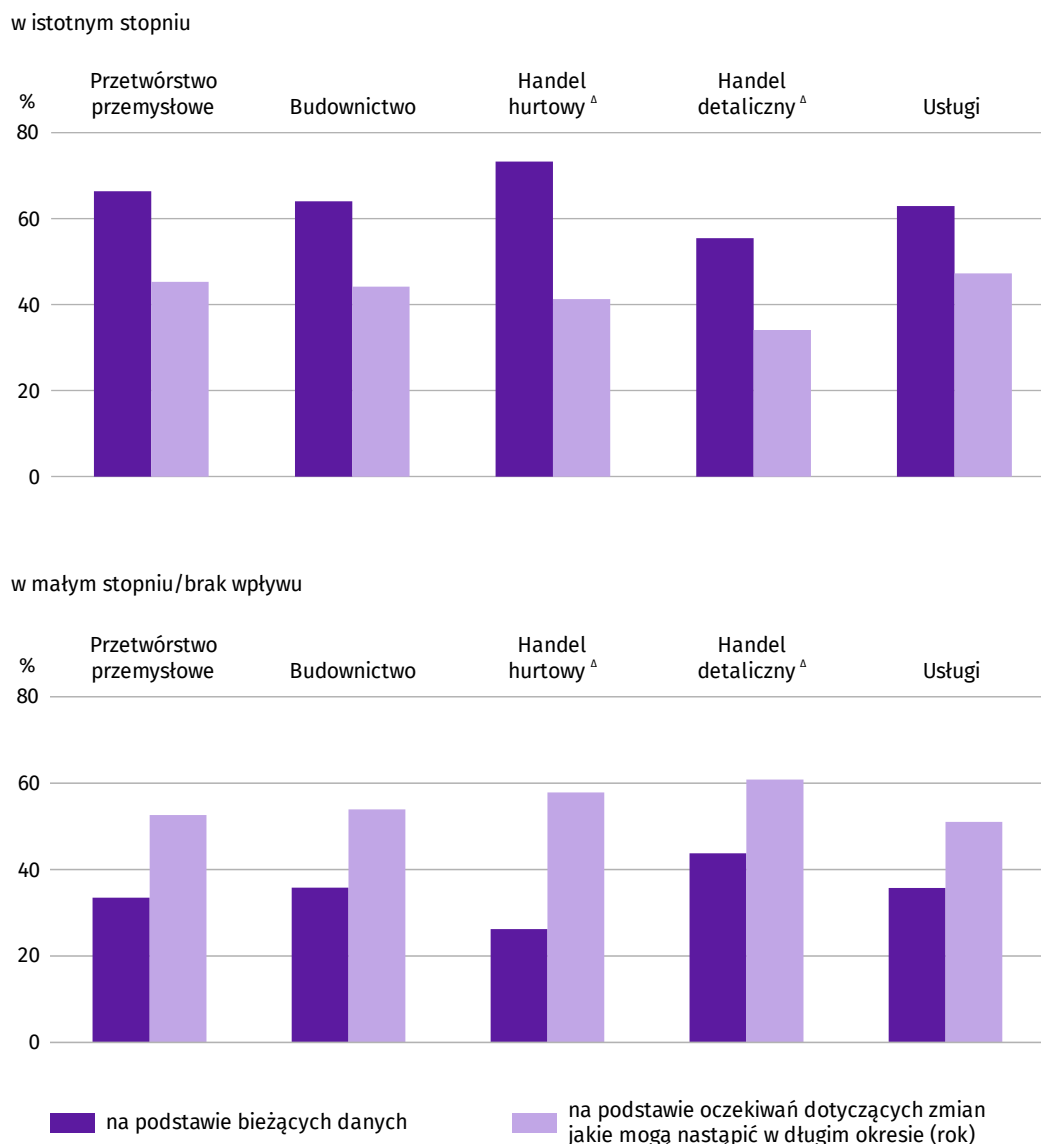 w istotnym stopniu
Przetwórstwo
przemysłowe
Budownictwo
Handel
hurtowy Δ
Handel
detaliczny Δ
Usługi
%
80
60
40
20
0
w małym stopniu/brak wpływu
Przetwórstwo
przemysłowe
Budownictwo
Handel
hurtowy Δ
Handel
detaliczny Δ
Usługi
%
80
60
40
20
0
na podstawie bieżących danych
na podstawie oczekiwań dotyczących zmian
jakie mogą nastąpić w długim okresie (rok)